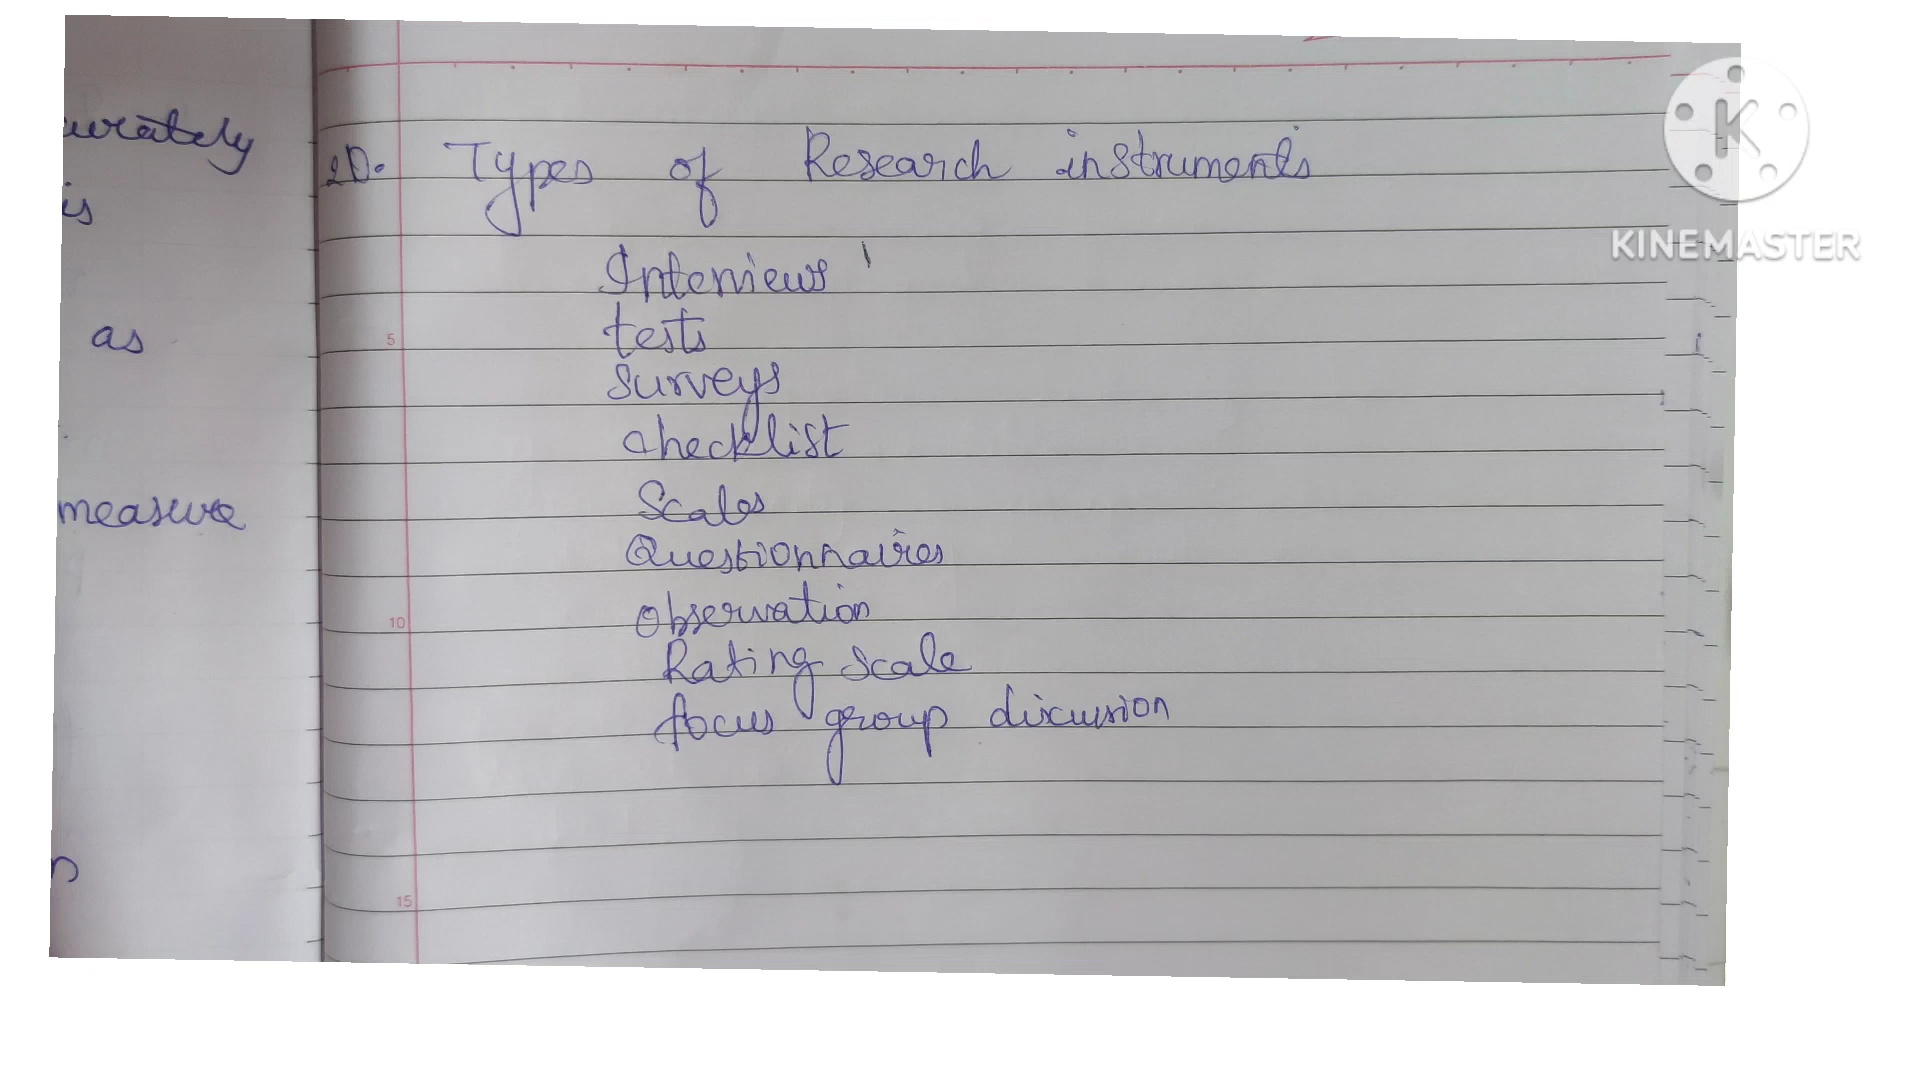 urately
is
as
measure
2D. Types of Research instruments
Interviews
tests
Surveys
checklist
Scales
Questionnaires
Observation
Rating scale
focus group discussion
5
10
15
KINEMASTER